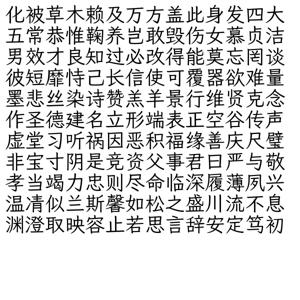 化被草木赖及万方盖此身发四大
五常恭惟鞠养岂敢毁伤女慕贞洁
男效才良知过必改得能莫忘罔谈
彼短靡恃己长信使可覆器欲难量
墨悲丝染诗赞羔羊景行维贤克念
作圣德建名立形端表正空谷传声
虚堂习听祸因恶积福缘善庆尺璧
非宝寸阴是竞资父事君曰严与敬
孝当竭力忠则尽命临深履薄夙兴
温凊似兰斯馨如松之盛川流不息
渊澄取映容止若思言辞安定笃初